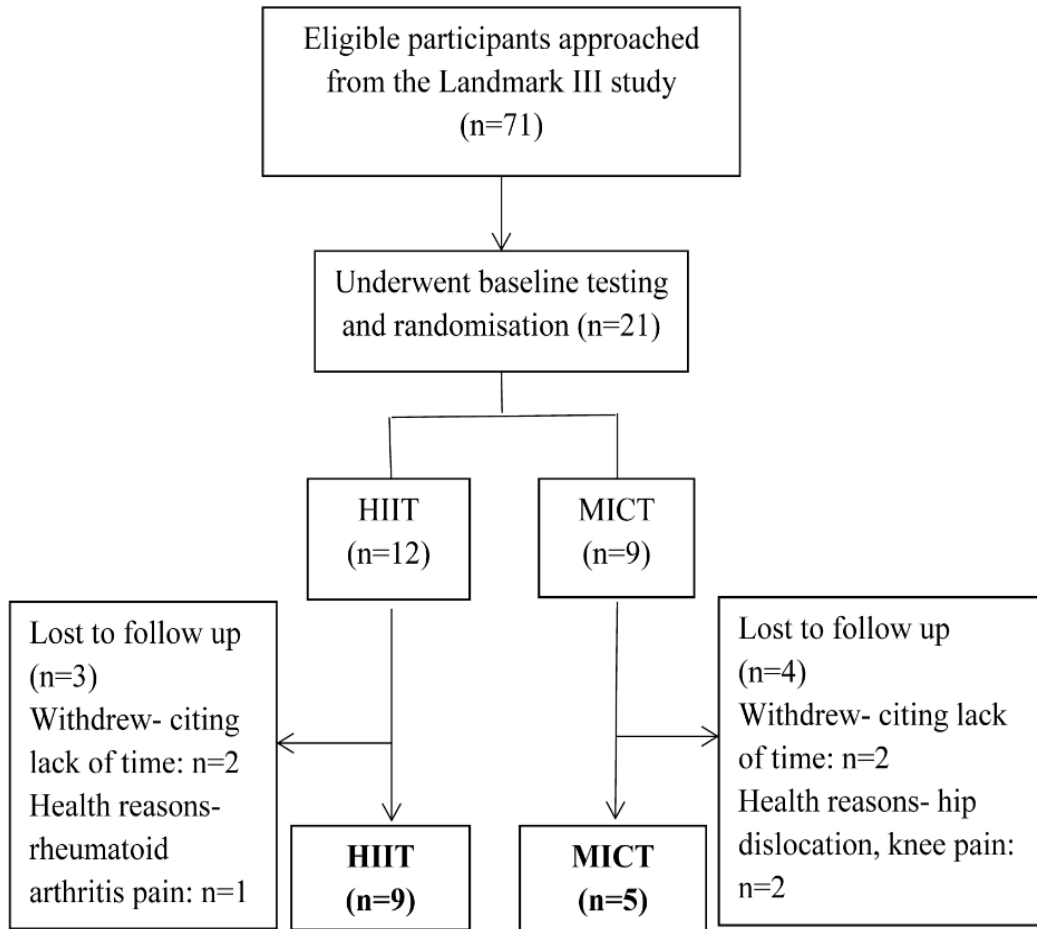 Eligible participants approached
from the Landmark III study
(n=71)
Underwent baseline testing
and randomisation (n=21)
HIIT
(n=12)
MICT
(n=9)
Lost to follow up
(n=3)
Withdrew- citing
lack of time: n=2
Health reasons-
rheumatoid
arthritis pain: n=1
Lost to follow up
(n=4)
Withdrew- citing lack
of time: n=2
Health reasons- hip
dislocation, knee pain:
n=2
HIIT
(n=9)
MICT
(n=5)